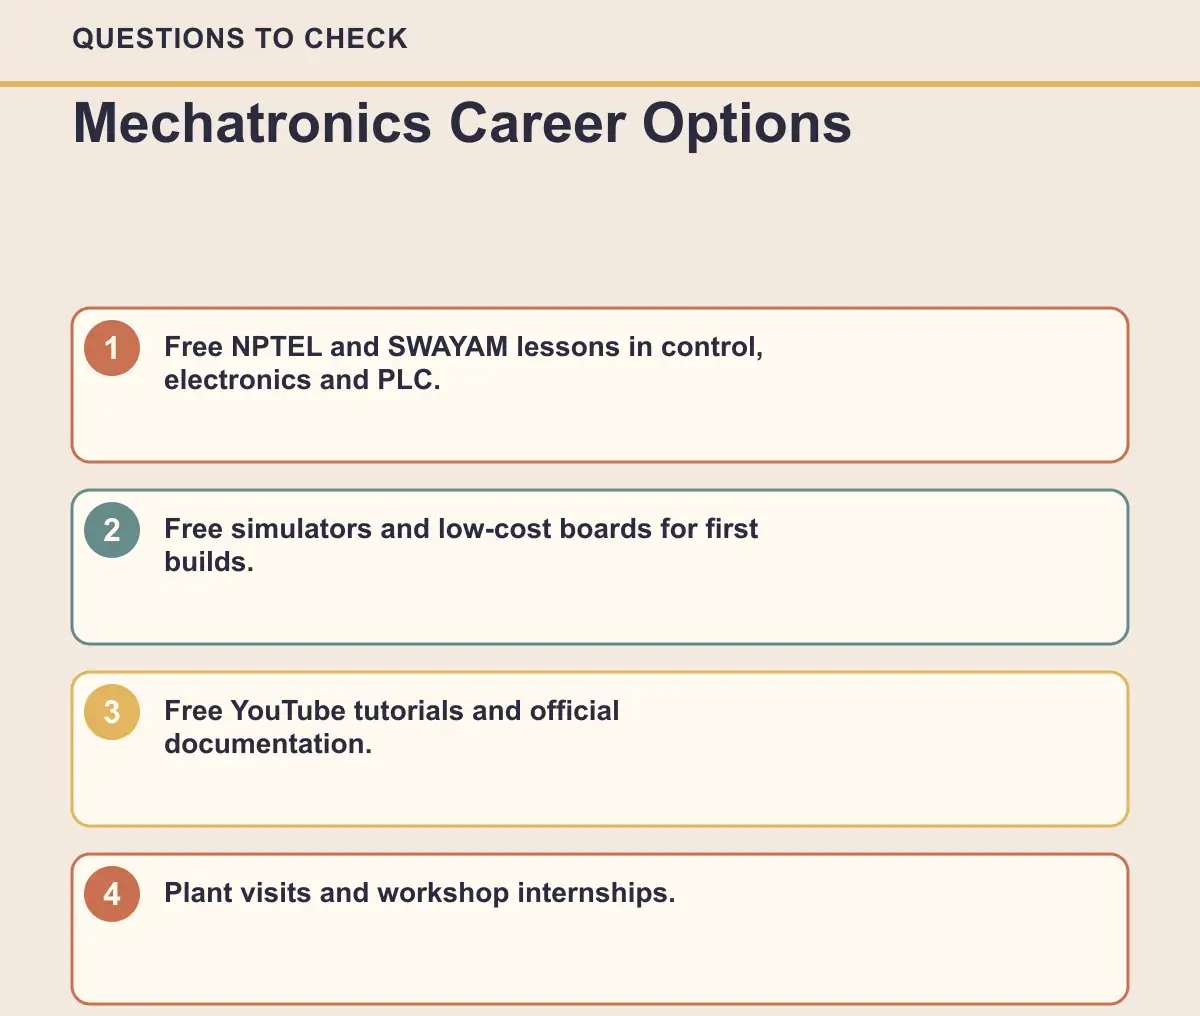 QUESTIONS TO CHECK
Mechatronics Career Options
1
Free NPTEL and SWAYAM lessons in control,
electronics and PLC.
2
Free simulators and low-cost boards for first
builds.
3
Free YouTube tutorials and official
documentation.
4
Plant visits and workshop internships.